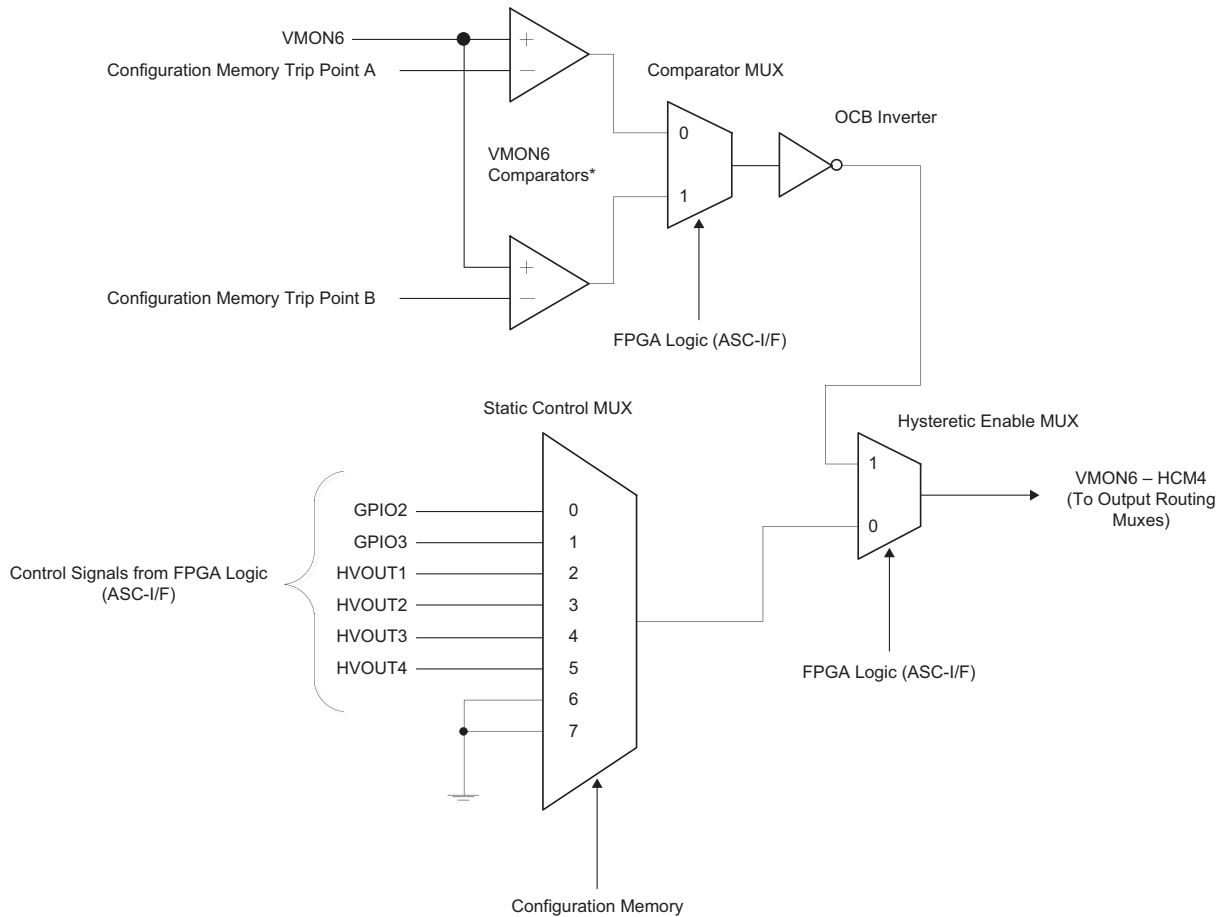 VMON6
+
Configuration Memory Trip Point A
−
Comparator MUX
OCB Inverter
0
VMON6
Comparators*
1
+
Configuration Memory Trip Point B
−
FPGA Logic (ASC-I/F)
Static Control MUX
Hysteretic Enable MUX
1
VMON6 – HCM4
(To Output Routing
Muxes)
0
GPIO2
0
GPIO3
1
Control Signals from FPGA Logic
(ASC-I/F)
HVOUT1
2
HVOUT2
3
HVOUT3
4
HVOUT4
5
6
7
FPGA Logic (ASC-I/F)
Configuration Memory